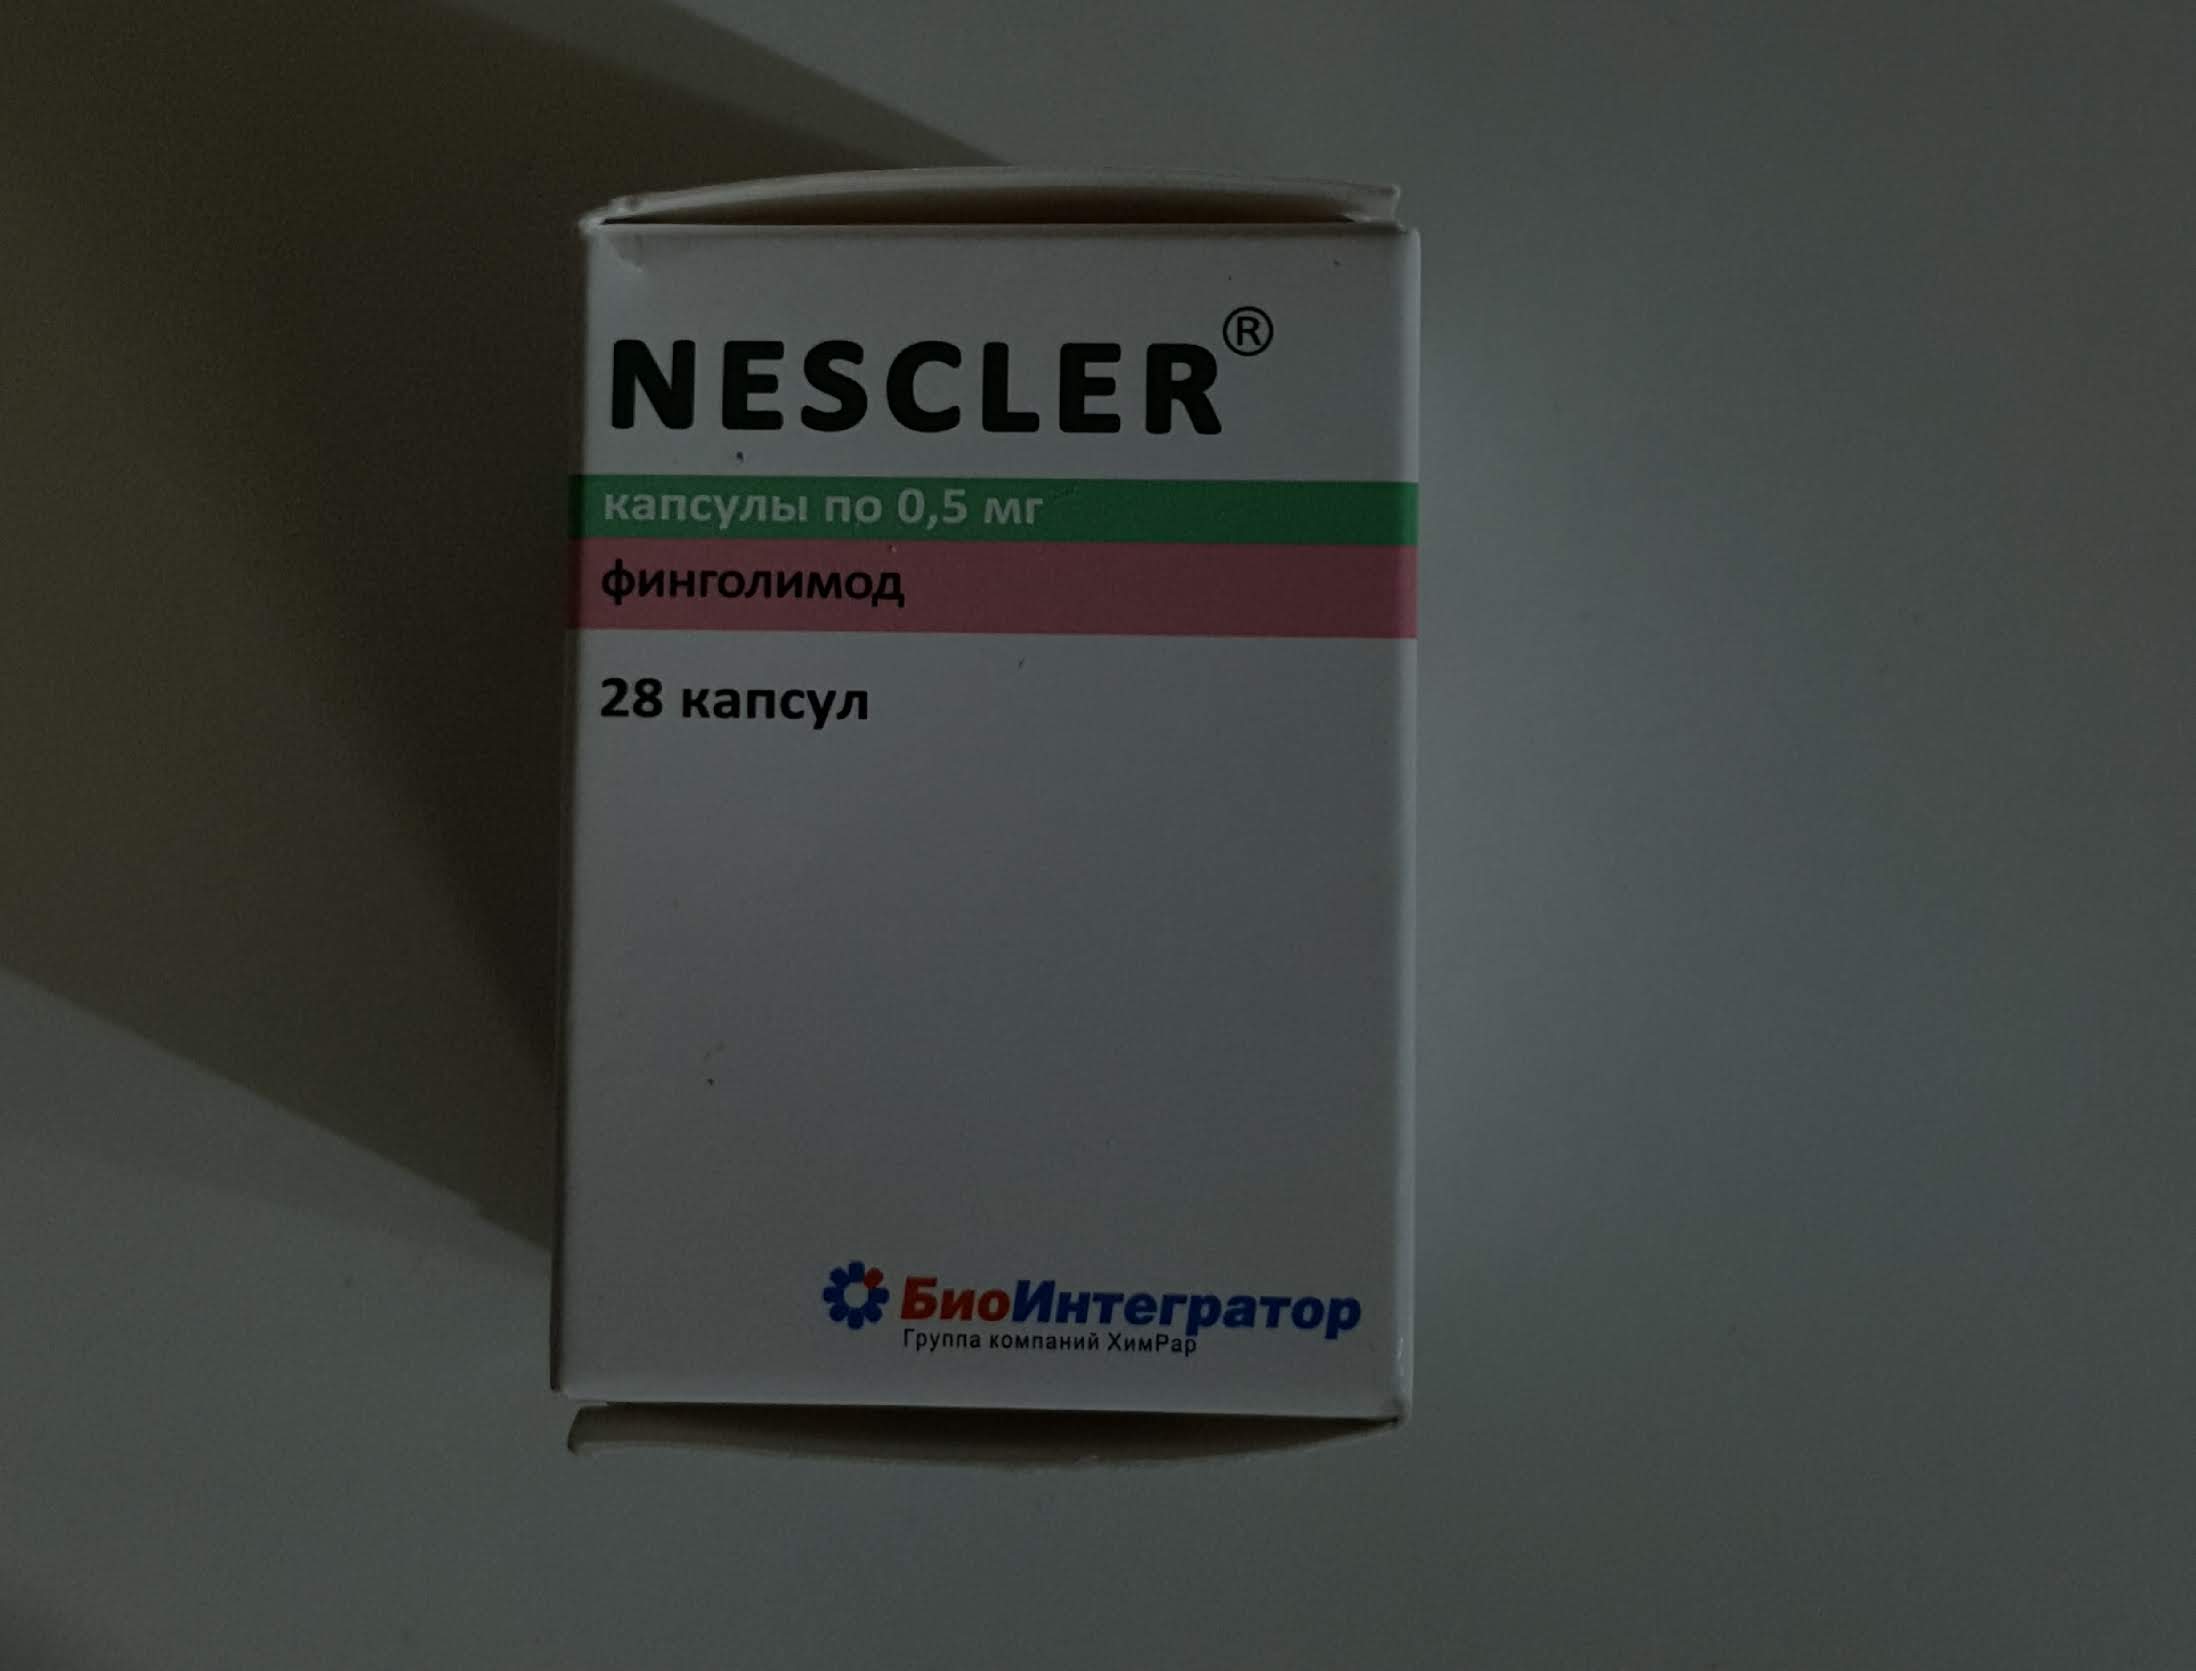 NESCLER®
капсулы по 0,5 мг
финголимод
28 капсул
БиоИнтегратор
Группа компаний ХимРар